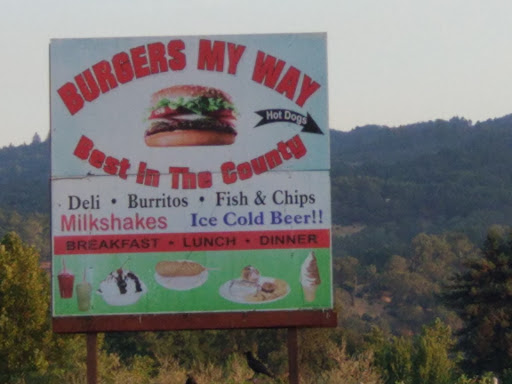 BURGERS MY WAY
Hot Dogs
Best in The County
Deli • Burritos • Fish & Chips
Milkshakes Ice Cold Beer!!
BREAKFAST • LUNCH • DINNER